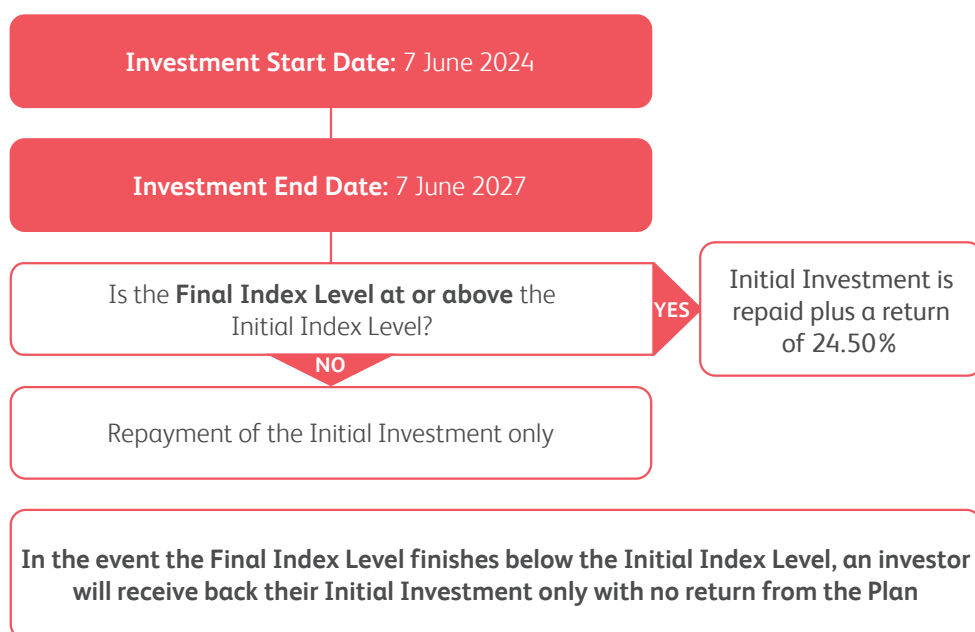 Investment Start Date: 7 June 2024
Investment End Date: 7 June 2027
Is the Final Index Level at or above the
Initial Index Level?
YES
Initial Investment is
repaid plus a return
of 24.50%
NO
Repayment of the Initial Investment only
In the event the Final Index Level finishes below the Initial Index Level, an investor
will receive back their Initial Investment only with no return from the Plan